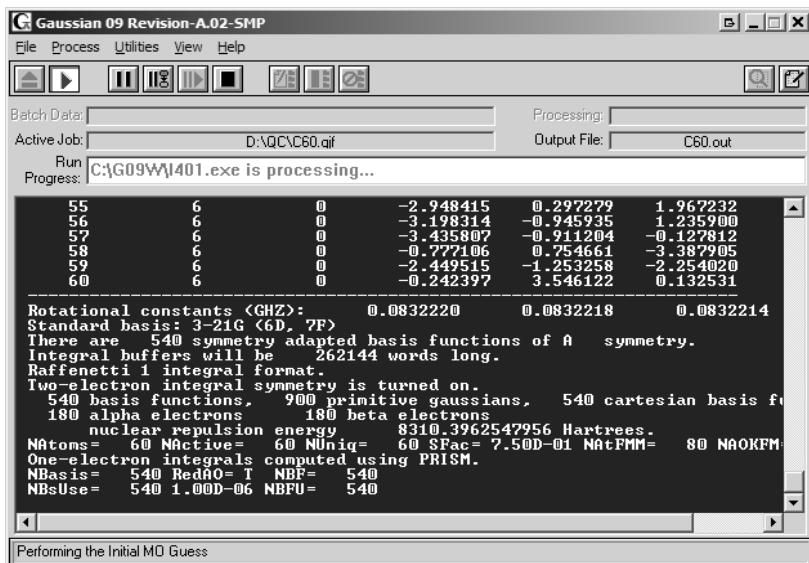 Gaussian 09 Revision-A.02-SMP
File Process Utilities View Help
Batch Data: Processing:
Active Job: D:\QC\C60.gjf Output File: C60.out
Run Progress: C:\G09W\l401.exe is processing...
55 6 0 -2.948415 0.297279 1.967232
56 6 0 -3.198314 -0.945935 1.235900
57 6 0 -3.435807 -0.911204 -0.127812
58 6 0 -0.777106 0.754661 -3.387905
59 6 0 -2.449515 -1.253258 -2.254020
60 6 0 -0.242397 3.546122 0.132531
---------------------------------------------------------------------
Rotational constants (GHZ): 0.0832220 0.0832218 0.0832214
Standard basis: 3-21G (6D, 7F)
There are 540 symmetry adapted basis functions of A symmetry.
Integral buffers will be 262144 words long.
Raffenetti 1 integral format.
Two-electron integral symmetry is turned on.
540 basis functions, 900 primitive gaussians, 540 cartesian basis f
180 alpha electrons 180 beta electrons
nuclear repulsion energy 8310.3962547956 Hartrees.
NAtoms= 60 NActive= 60 NUniq= 60 SFac= 7.50D-01 NAtFMM= 80 NAOKFM
One-electron integrals computed using PRISM.
NBasis= 540 RedAO= T NBF= 540
NBsUse= 540 1.00D-06 NBFU= 540
Performing the Initial MO Guess